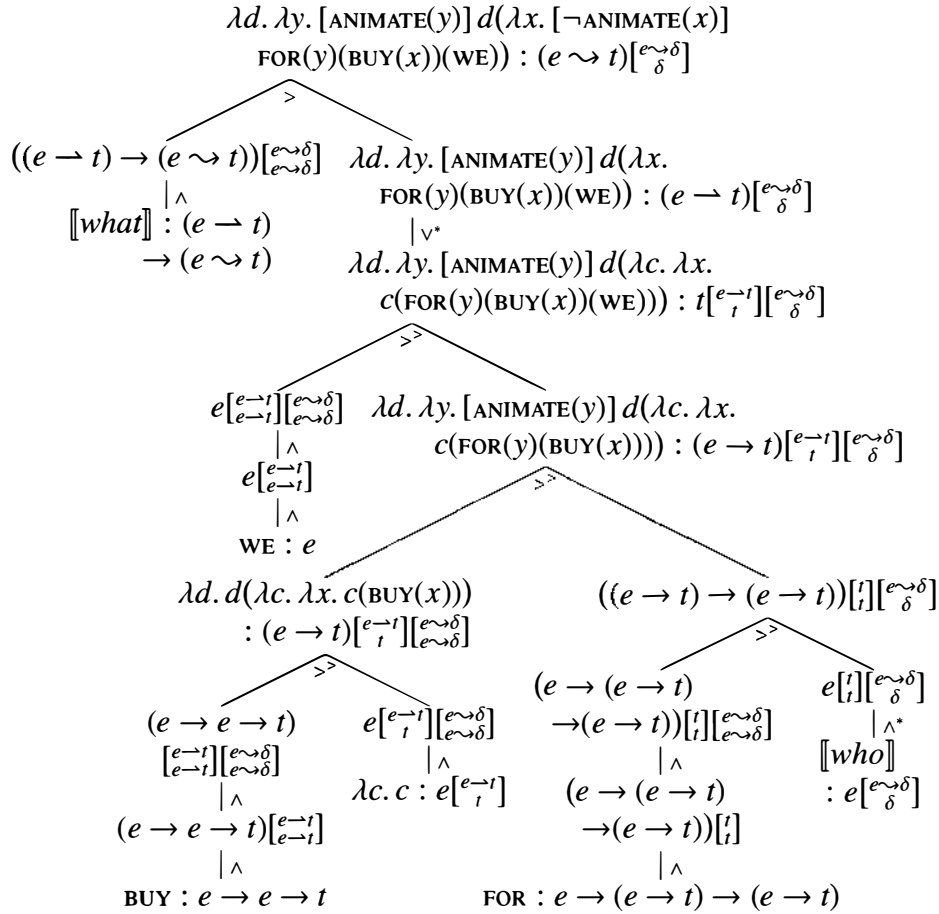 λd. λy. [ANIMATE(y)] d(λx. [¬ANIMATE(x)]
FOR(y)(BUY(x))(WE)) : (e ⤳ t)[e⤳δ δ]
>
((e ⇀ t) → (e ⤳ t))[e⤳δ e⤳δ]
λd. λy. [ANIMATE(y)] d(λx.
FOR(y)(BUY(x))(WE)) : (e ⇀ t)[e⤳δ δ]
| ∧
⟦what⟧ : (e ⇀ t)
→ (e ⤳ t)
| ∨*
λd. λy. [ANIMATE(y)] d(λc. λx.
c(FOR(y)(BUY(x))(WE))) : t[e⇀t t][e⤳δ δ]
>>
e[e⇀t e⇀t][e⤳δ e⤳δ]
λd. λy. [ANIMATE(y)] d(λc. λx.
c(FOR(y)(BUY(x)))) : (e → t)[e⇀t t][e⤳δ δ]
| ∧
e[e⇀t e⇀t]
| ∧
WE : e
>>
λd. d(λc. λx. c(BUY(x)))
: (e → t)[e⇀t t][e⤳δ e⤳δ]
((e → t) → (e → t))[t t][e⤳δ δ]
>>
>>
(e → e → t)
[e⇀t e⇀t][e⤳δ e⤳δ]
e[e⇀t t][e⤳δ e⤳δ]
(e → (e → t)
→(e → t))[t t][e⤳δ e⤳δ]
e[t t][e⤳δ δ]
| ∧
(e → e → t)[e⇀t e⇀t]
| ∧
λc. c : e[e⇀t t]
| ∧
(e → (e → t)
→(e → t))[t t]
| ∧*
⟦who⟧
: e[e⤳δ δ]
| ∧
BUY : e → e → t
| ∧
FOR : e → (e → t) → (e → t)